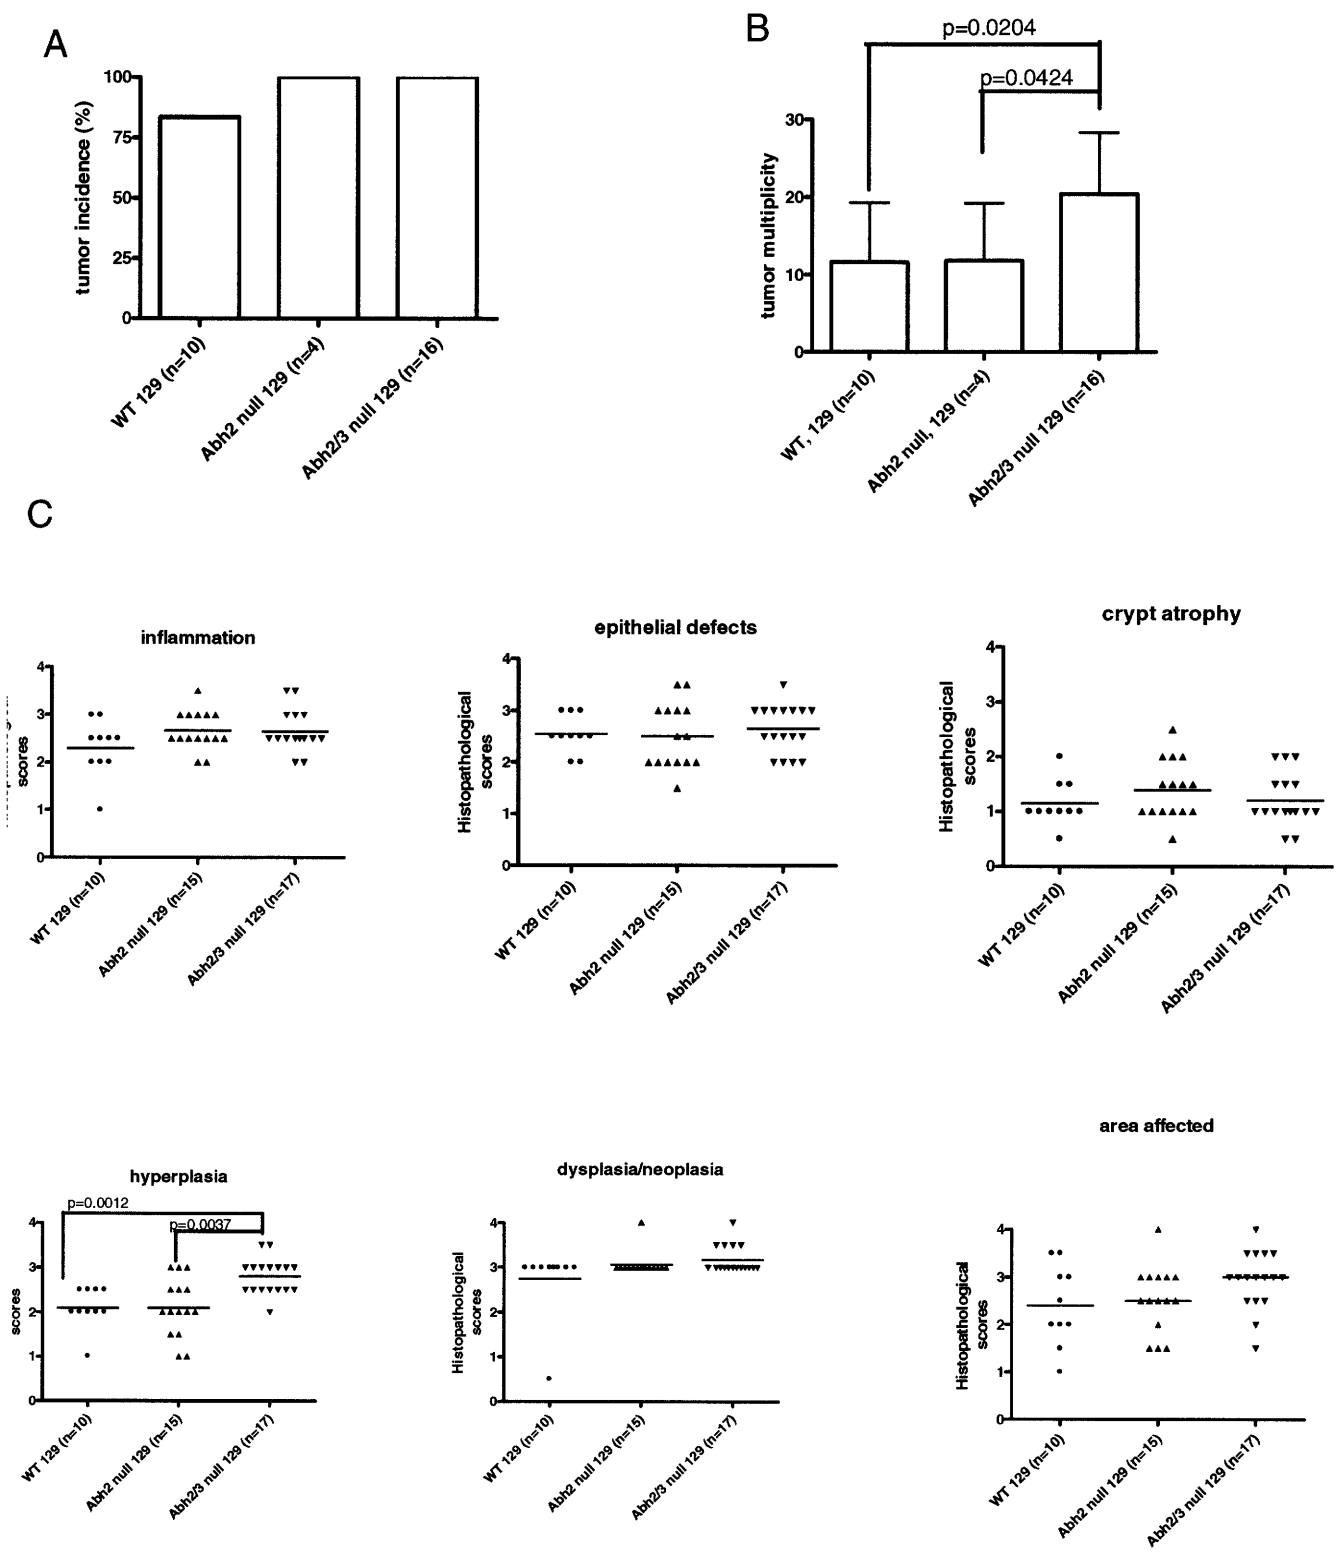 A
100
75
50
25
0
tumor incidence (%)
WT 129 (n=10)
Abh2 null 129 (n=4)
Abh2/3 null 129 (n=16)
B
p=0.0204
p=0.0424
30
20
10
0
tumor multiplicity
WT, 129 (n=10)
Abh2 null, 129 (n=4)
Abh2/3 null 129 (n=16)
C
inflammation
4
3
2
1
0
scores
WT 129 (n=10)
Abh2 null 129 (n=15)
Abh2/3 null 129 (n=17)
epithelial defects
4
3
2
1
0
Histopathological
scores
WT 129 (n=10)
Abh2 null 129 (n=15)
Abh2/3 null 129 (n=17)
crypt atrophy
4
3
2
1
0
Histopathological
scores
WT 129 (n=10)
Abh2 null 129 (n=15)
Abh2/3 null 129 (n=17)
hyperplasia
p=0.0012
p=0.0037
4
3
2
1
0
scores
WT 129 (n=10)
Abh2 null 129 (n=15)
Abh2/3 null 129 (n=17)
dysplasia/neoplasia
4
3
2
1
0
Histopathological
scores
WT 129 (n=10)
Abh2 null 129 (n=15)
Abh2/3 null 129 (n=17)
area affected
4
3
2
1
0
Histopathological
scores
WT 129 (n=10)
Abh2 null 129 (n=15)
Abh2/3 null 129 (n=17)